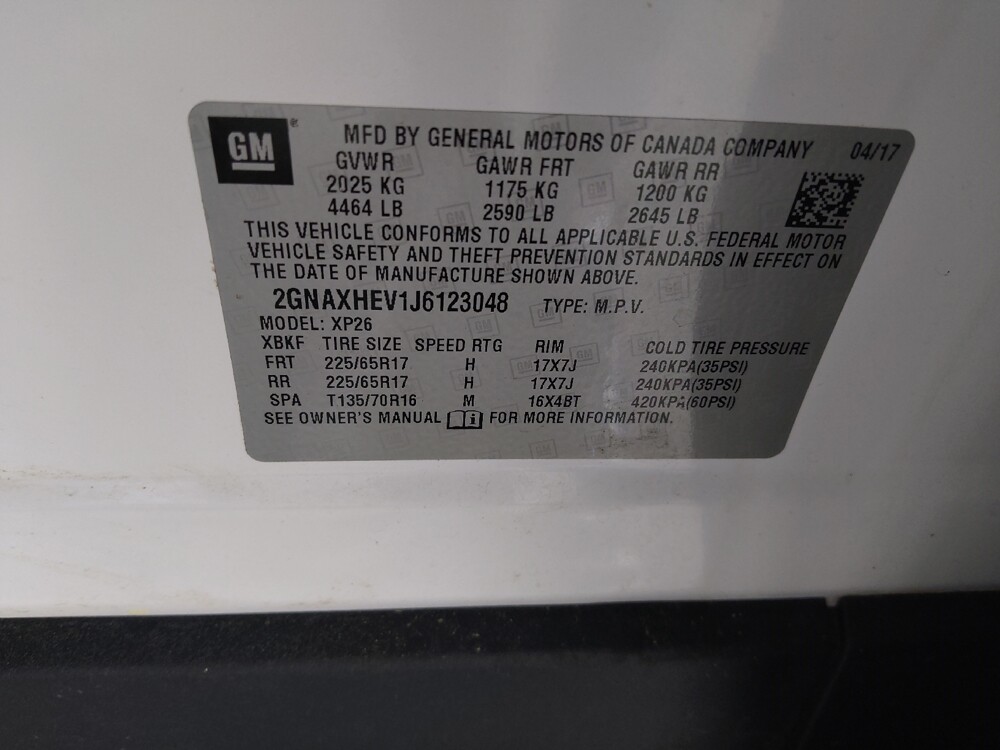 GM® MFD BY GENERAL MOTORS OF CANADA COMPANY 04/17
GVWR GAWR FRT GAWR RR
2025 KG 1175 KG 1200 KG
4464 LB 2590 LB 2645 LB
THIS VEHICLE CONFORMS TO ALL APPLICABLE U.S. FEDERAL MOTOR
VEHICLE SAFETY AND THEFT PREVENTION STANDARDS IN EFFECT ON
THE DATE OF MANUFACTURE SHOWN ABOVE.
2GNAXHEV1J6123048 TYPE: M.P.V.
MODEL: XP26
XBKF TIRE SIZE SPEED RTG RIM COLD TIRE PRESSURE
FRT 225/65R17 H 17X7J 240KPA(35PSI)
RR 225/65R17 H 17X7J 240KPA(35PSI)
SPA T135/70R16 M 16X4BT 420KPA(60PSI)
SEE OWNER'S MANUAL i FOR MORE INFORMATION.